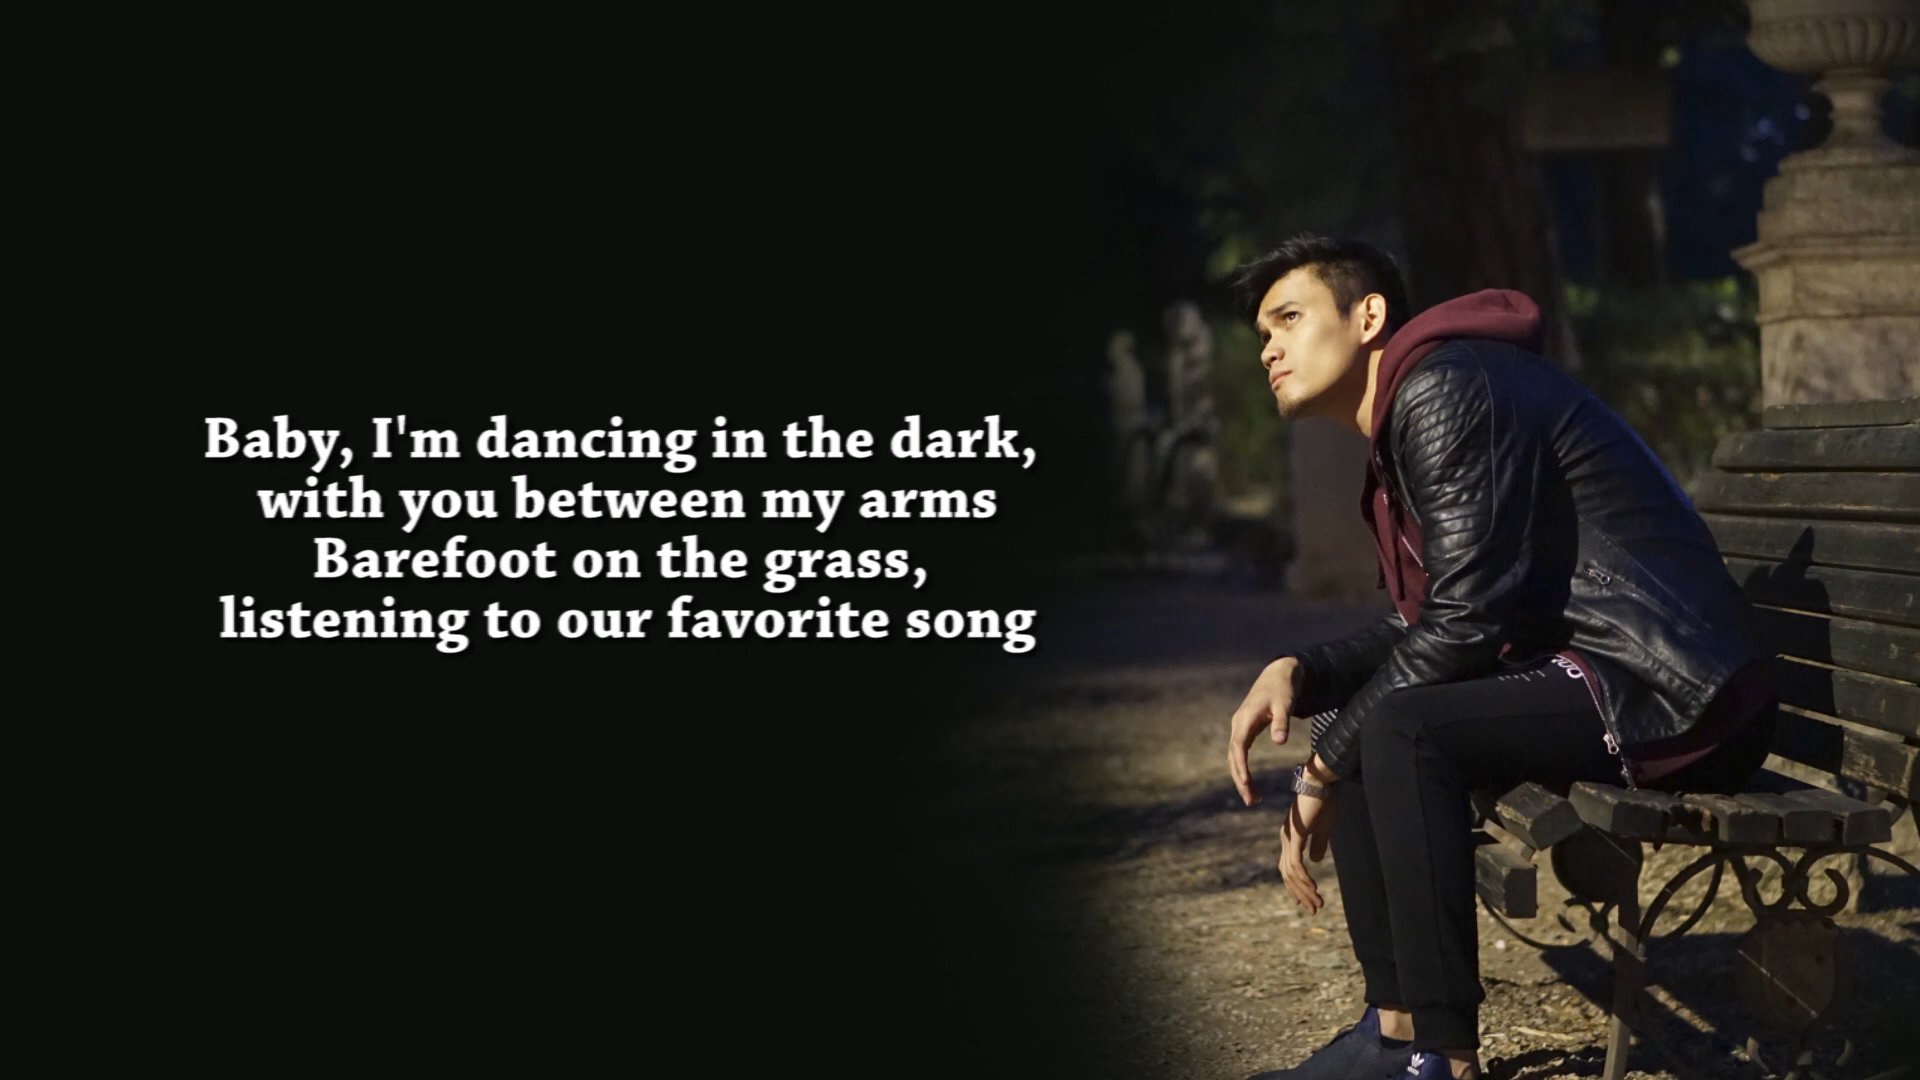 Baby, I'm dancing in the dark,
with you between my arms
Barefoot on the grass,
listening to our favorite song